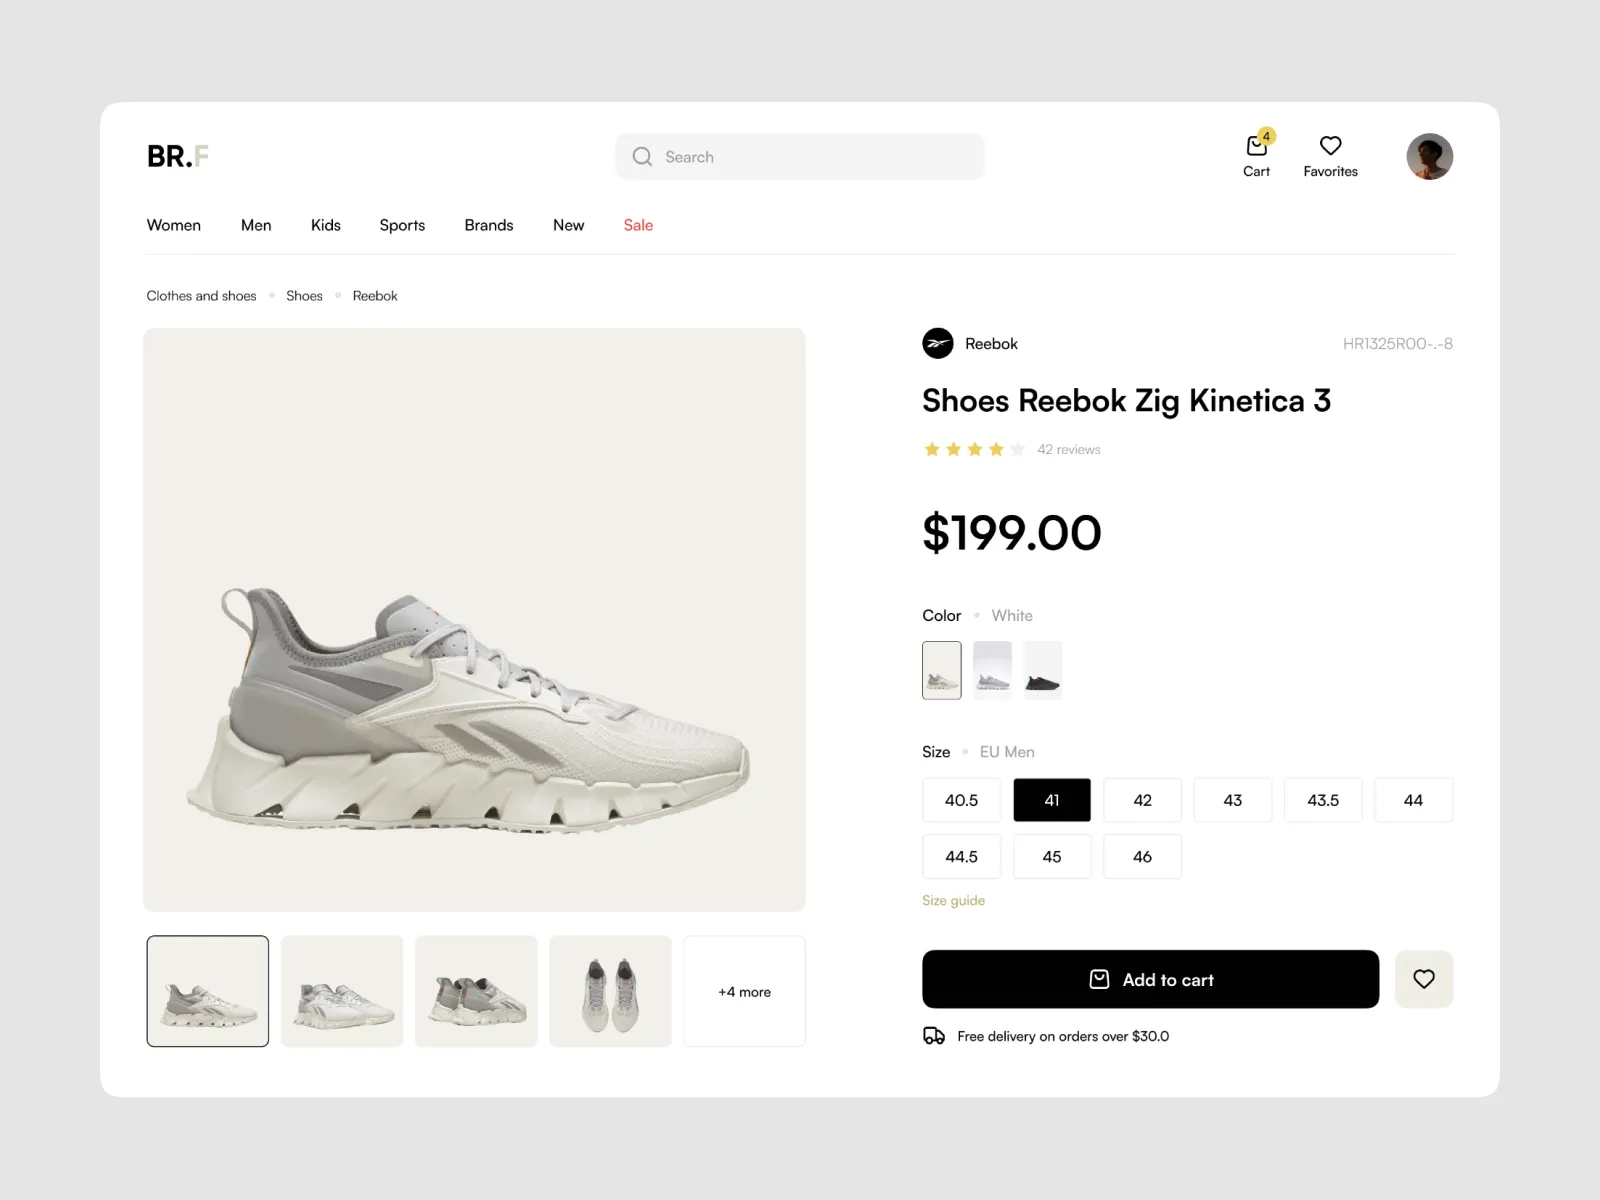 BR.F
Search
4
Cart
Favorites
Women Men Kids Sports Brands New Sale
Clothes and shoes Shoes Reebok
Reebok
HR1325R00-.-8
Shoes Reebok Zig Kinetica 3
42 reviews
$199.00
Color White
Size EU Men
40.5 41 42 43 43.5 44
44.5 45 46
Size guide
+4 more
Add to cart
Free delivery on orders over $30.0